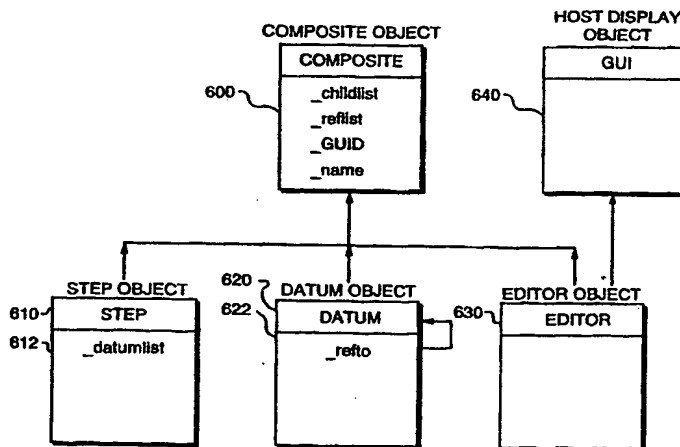 COMPOSITE OBJECT
HOST DISPLAY
OBJECT
COMPOSITE
GUI
600
640
_childlist
_reflist
_GUID
_name
STEP OBJECT
620
DATUM OBJECT
EDITOR OBJECT
610
STEP
622
DATUM
630
EDITOR
612
_datumlist
_refto